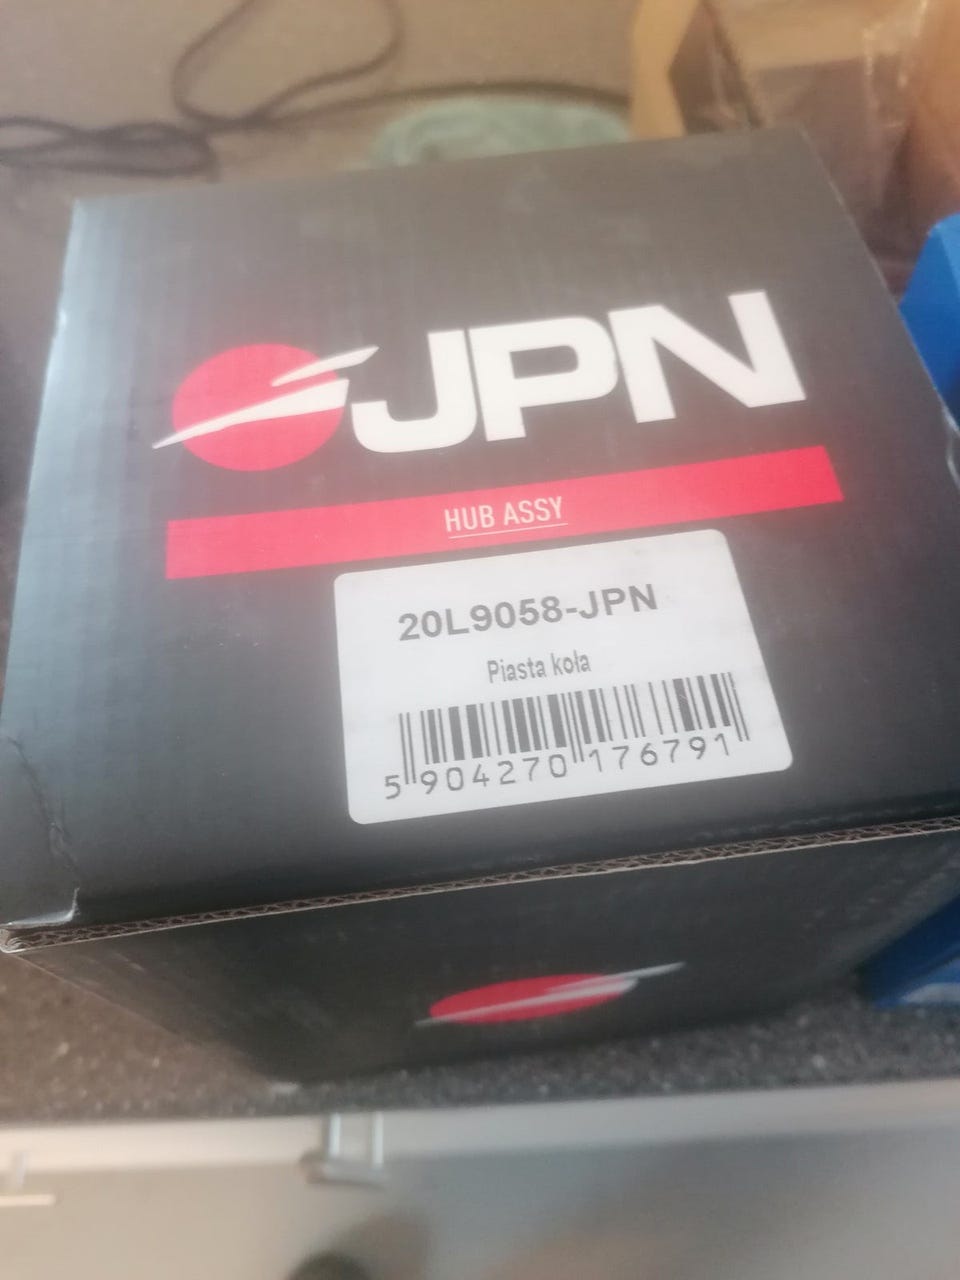 JPN
HUB ASSY
20L9058-JPN
Piasta koła
5 904270 176791